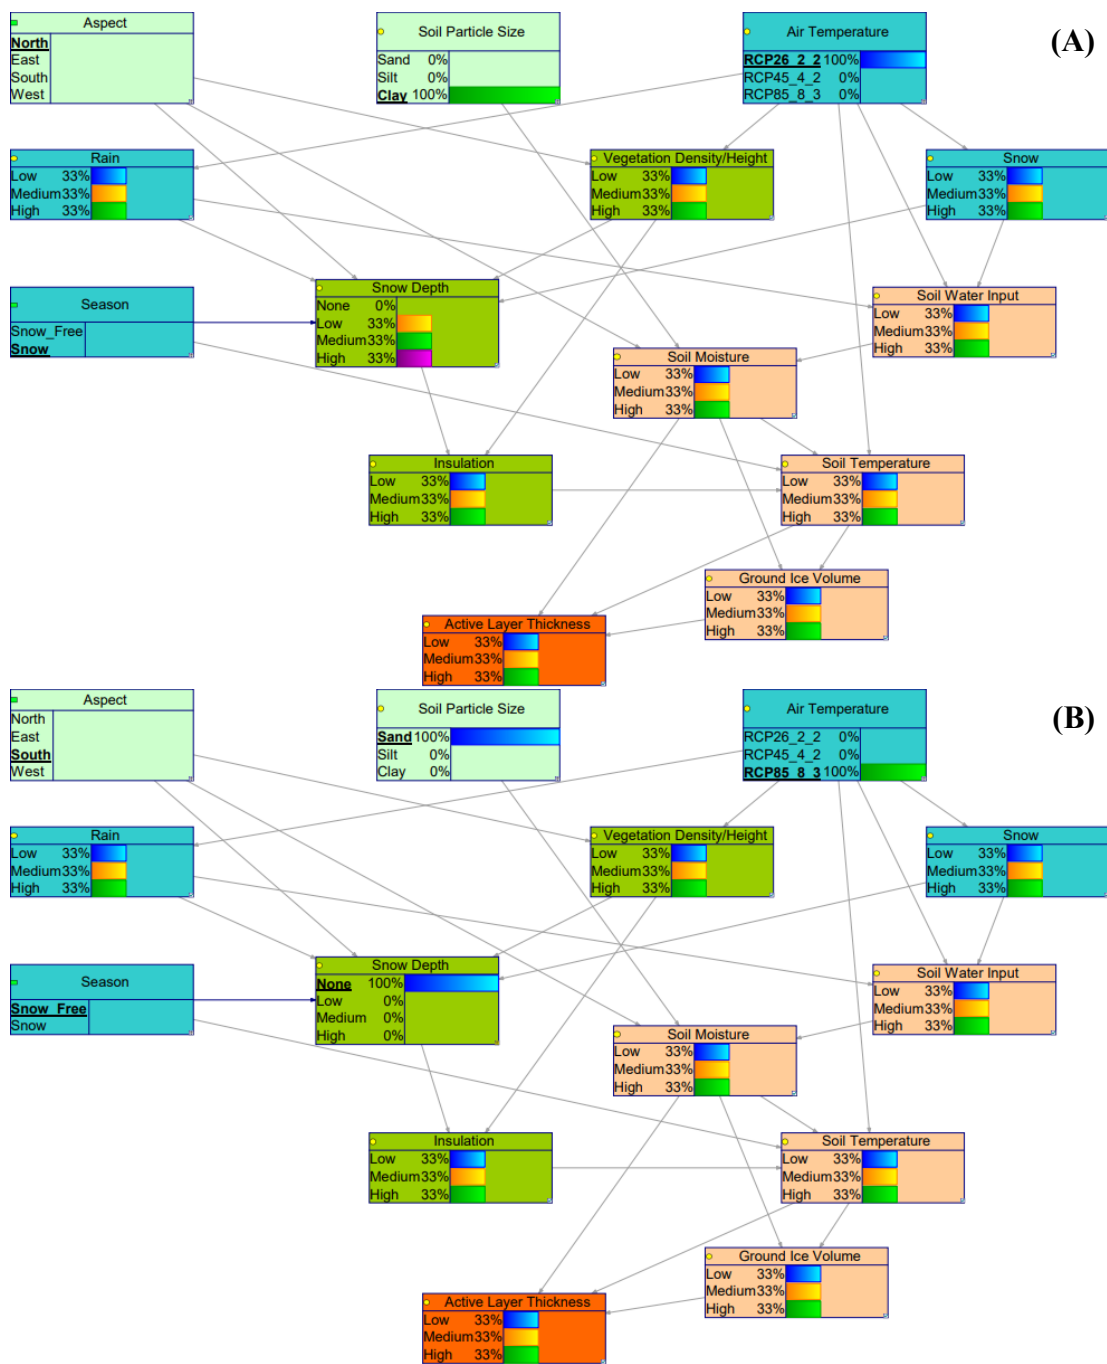 (A)
Aspect
North
East
South
West
Soil Particle Size
Sand 0%
Silt 0%
Clay 100%
Air Temperature
RCP26_2_2 100%
RCP45_4_2 0%
RCP85_8_3 0%
Rain
Low 33%
Medium 33%
High 33%
Vegetation Density/Height
Low 33%
Medium 33%
High 33%
Snow
Low 33%
Medium 33%
High 33%
Season
Snow_Free
Snow
Snow Depth
None 0%
Low 33%
Medium 33%
High 33%
Soil Water Input
Low 33%
Medium 33%
High 33%
Soil Moisture
Low 33%
Medium 33%
High 33%
Insulation
Low 33%
Medium 33%
High 33%
Soil Temperature
Low 33%
Medium 33%
High 33%
Ground Ice Volume
Low 33%
Medium 33%
High 33%
Active Layer Thickness
Low 33%
Medium 33%
High 33%
(B)
Aspect
North
East
South
West
Soil Particle Size
Sand 100%
Silt 0%
Clay 0%
Air Temperature
RCP26_2_2 0%
RCP45_4_2 0%
RCP85_8_3 100%
Rain
Low 33%
Medium 33%
High 33%
Vegetation Density/Height
Low 33%
Medium 33%
High 33%
Snow
Low 33%
Medium 33%
High 33%
Season
Snow_Free
Snow
Snow Depth
None 100%
Low 0%
Medium 0%
High 0%
Soil Water Input
Low 33%
Medium 33%
High 33%
Soil Moisture
Low 33%
Medium 33%
High 33%
Insulation
Low 33%
Medium 33%
High 33%
Soil Temperature
Low 33%
Medium 33%
High 33%
Ground Ice Volume
Low 33%
Medium 33%
High 33%
Active Layer Thickness
Low 33%
Medium 33%
High 33%